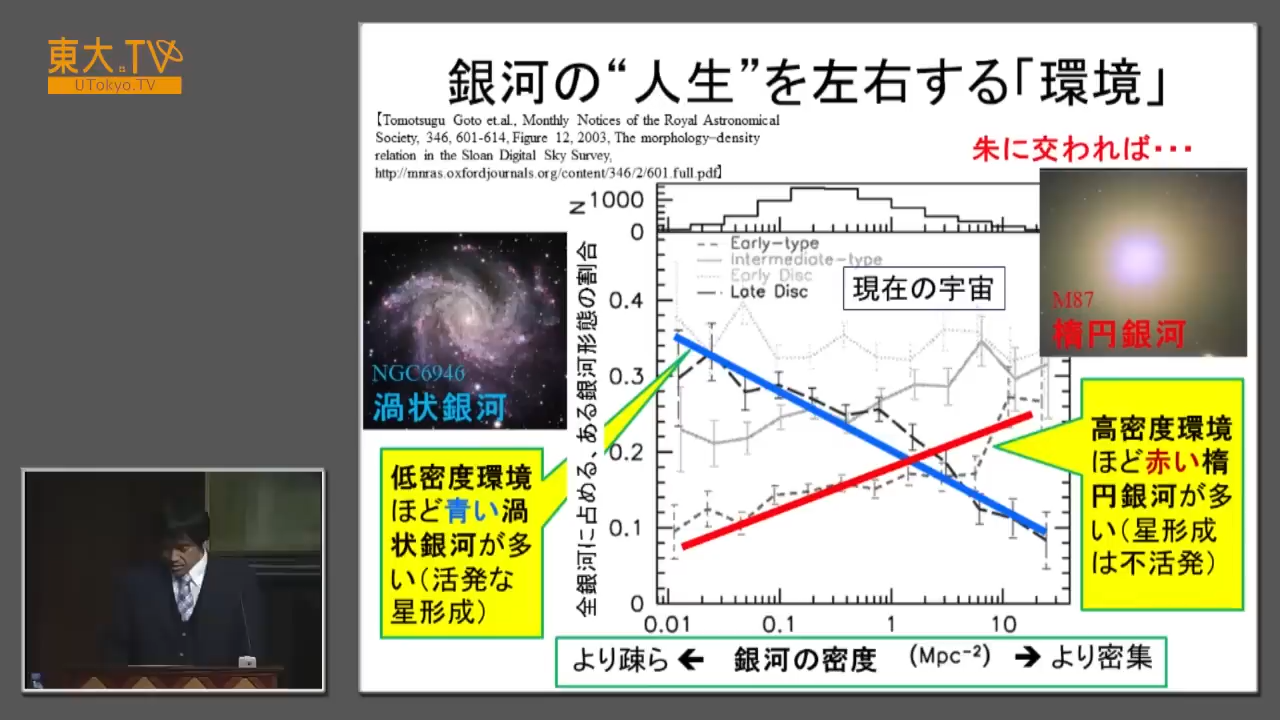 東大.TV
UTokyo.TV
銀河の“人生”を左右する「環境」
【Tomotsugu Goto et.al., Monthly Notices of the Royal Astronomical
Society, 346, 601-614, Figure 12, 2003, The morphology–density
relation in the Sloan Digital Sky Survey,
http://mnras.oxfordjournals.org/content/346/2/601.full.pdf】
朱に交われば・・・
N
1000
0
Early-type
Intermediate-type
Early Disc
Late Disc
現在の宇宙
M87
楕円銀河
NGC6946
渦状銀河
全銀河に占める、ある銀河形態の割合
0.4
0.3
0.2
0.1
0
0.01 0.1 1 10
低密度環境
ほど青い渦
状銀河が多
い(活発な
星形成)
高密度環境
ほど赤い楕
円銀河が多
い(星形成
は不活発)
より疎ら ← 銀河の密度 (Mpc⁻²) → より密集